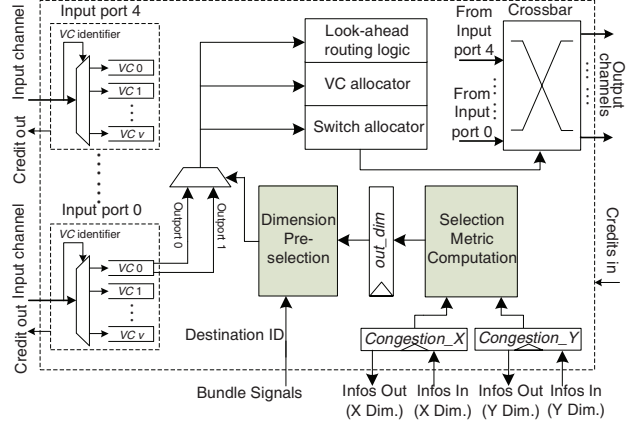 Input port 4
VC identifier
VC 0
VC 1
VC v
Input channel
Credit out
Look-ahead
routing logic
VC allocator
Switch allocator
From
Input
port 4
From
Input
port 0
Crossbar
Output
channels
Input port 0
VC identifier
VC 0
VC 1
VC v
Input channel
Credit out
Outport 0
Outport 1
Dimension
Pre-
selection
out_dim
Selection
Metric
Computation
Credits in
Destination ID
Congestion_X
Congestion_Y
Bundle Signals
Infos Out
(X Dim.)
Infos In
(X Dim.)
Infos Out
(Y Dim.)
Infos In
(Y Dim.)